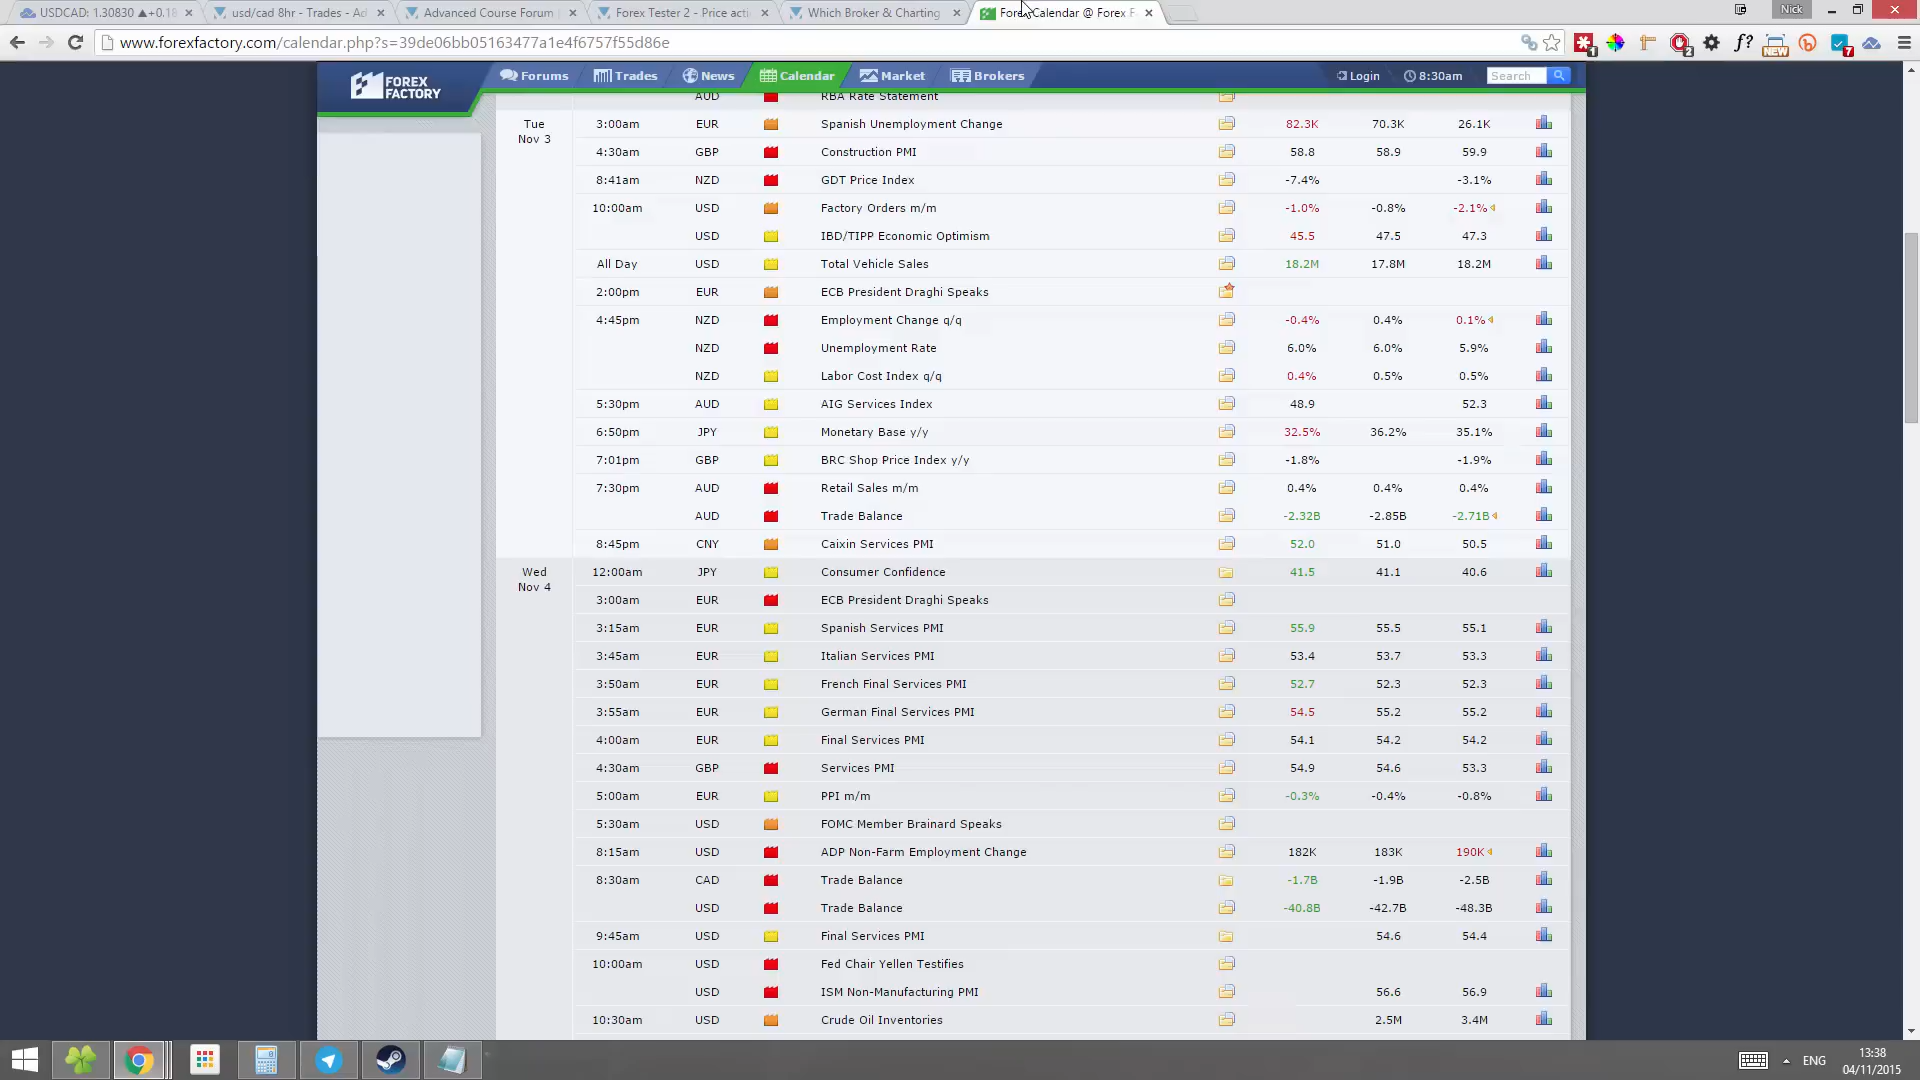 USDCAD: 1.30830 ▲+0.18
usd/cad 8hr - Trades - Ad
Advanced Course Forum
Forex Tester 2 - Price acti
Which Broker & Charting
Forex Calendar @ Forex F
Nick
www.forexfactory.com/calendar.php?s=39de06bb05163477a1e4f6757f55d86e
FOREX FACTORY Forums Trades News Calendar Market Brokers Login 8:30am Search
AUD RBA Rate Statement
Tue Nov 3 3:00am EUR Spanish Unemployment Change 82.3K 70.3K 26.1K
4:30am GBP Construction PMI 58.8 58.9 59.9
8:41am NZD GDT Price Index -7.4% -3.1%
10:00am USD Factory Orders m/m -1.0% -0.8% -2.1%
USD IBD/TIPP Economic Optimism 45.5 47.5 47.3
All Day USD Total Vehicle Sales 18.2M 17.8M 18.2M
2:00pm EUR ECB President Draghi Speaks
4:45pm NZD Employment Change q/q -0.4% 0.4% 0.1%
NZD Unemployment Rate 6.0% 6.0% 5.9%
NZD Labor Cost Index q/q 0.4% 0.5% 0.5%
5:30pm AUD AIG Services Index 48.9 52.3
6:50pm JPY Monetary Base y/y 32.5% 36.2% 35.1%
7:01pm GBP BRC Shop Price Index y/y -1.8% -1.9%
7:30pm AUD Retail Sales m/m 0.4% 0.4% 0.4%
AUD Trade Balance -2.32B -2.85B -2.71B
8:45pm CNY Caixin Services PMI 52.0 51.0 50.5
Wed Nov 4 12:00am JPY Consumer Confidence 41.5 41.1 40.6
3:00am EUR ECB President Draghi Speaks
3:15am EUR Spanish Services PMI 55.9 55.5 55.1
3:45am EUR Italian Services PMI 53.4 53.7 53.3
3:50am EUR French Final Services PMI 52.7 52.3 52.3
3:55am EUR German Final Services PMI 54.5 55.2 55.2
4:00am EUR Final Services PMI 54.1 54.2 54.2
4:30am GBP Services PMI 54.9 54.6 53.3
5:00am EUR PPI m/m -0.3% -0.4% -0.8%
5:30am USD FOMC Member Brainard Speaks
8:15am USD ADP Non-Farm Employment Change 182K 183K 190K
8:30am CAD Trade Balance -1.7B -1.9B -2.5B
USD Trade Balance -40.8B -42.7B -48.3B
9:45am USD Final Services PMI 54.6 54.4
10:00am USD Fed Chair Yellen Testifies
USD ISM Non-Manufacturing PMI 56.6 56.9
10:30am USD Crude Oil Inventories 2.5M 3.4M
ENG
13:38
04/11/2015